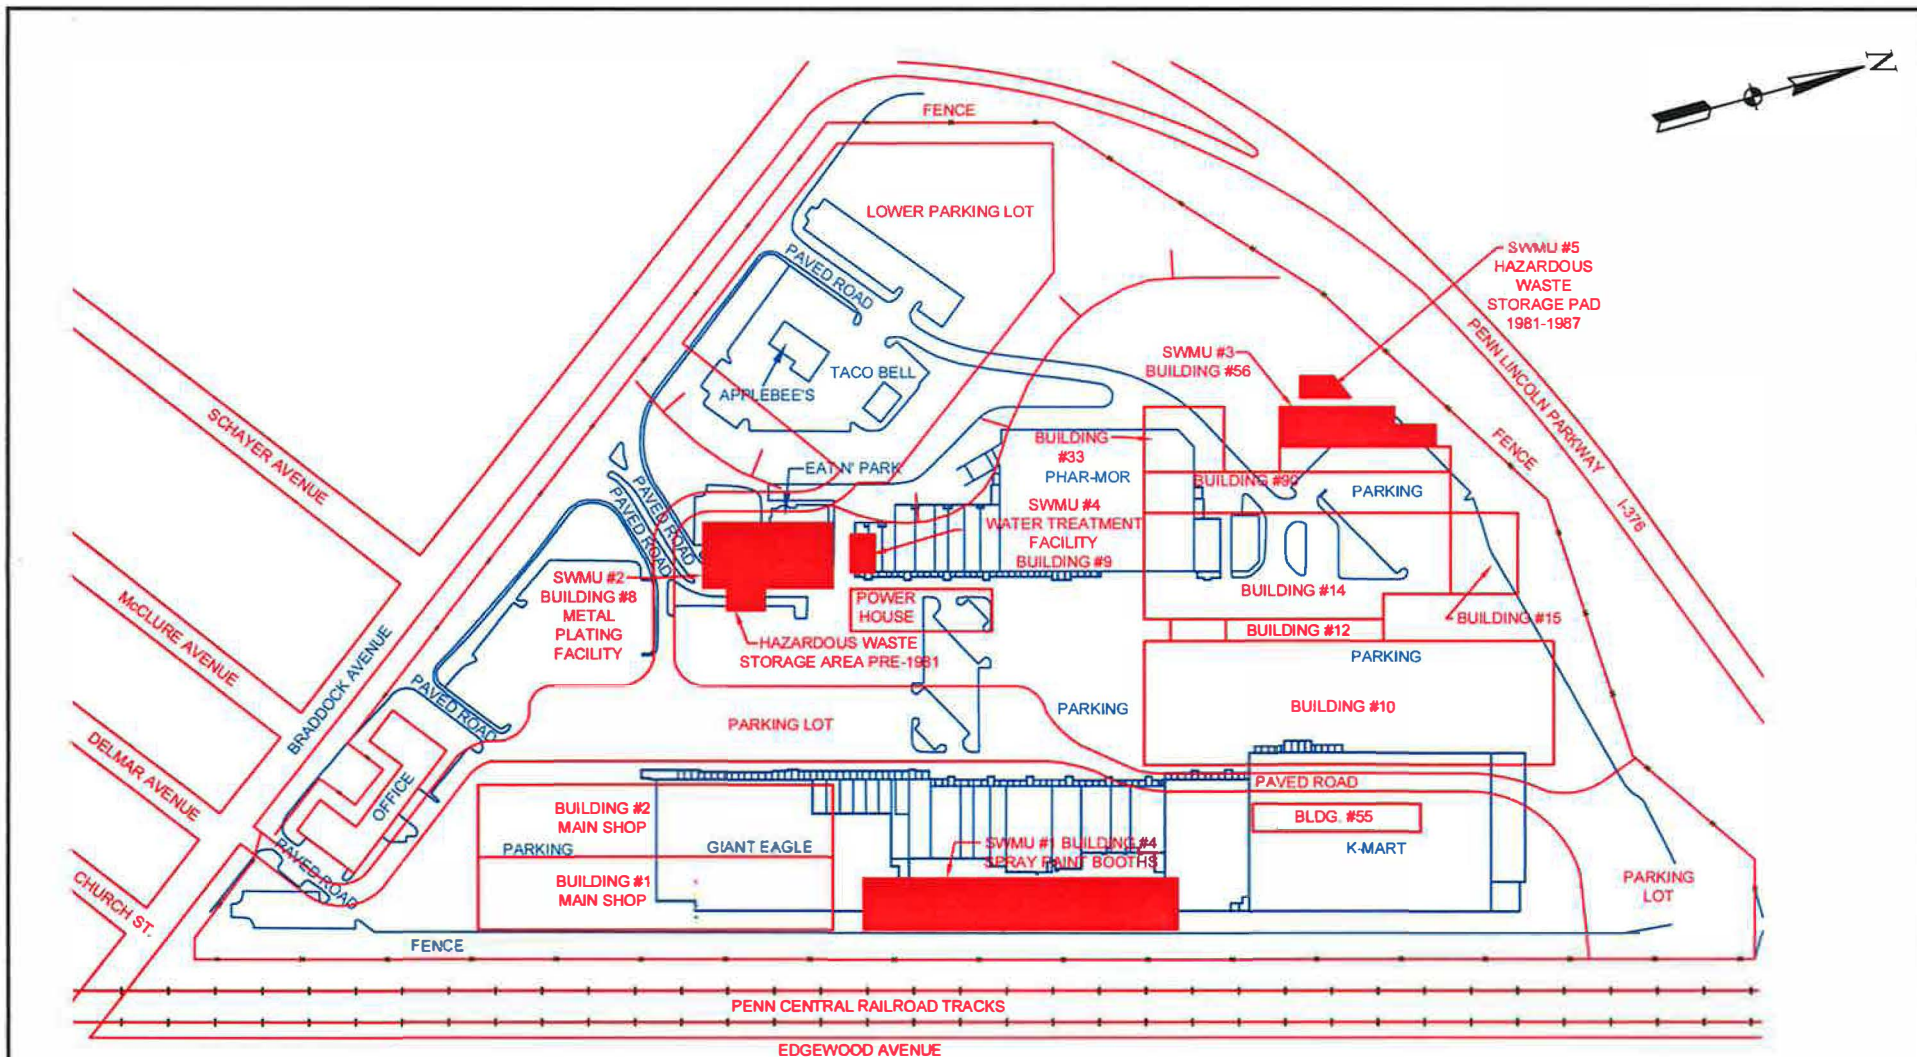 N
FENCE
LOWER PARKING LOT
PAVED ROAD
SWMU #5
HAZARDOUS
WASTE
STORAGE PAD
1981-1987
PENN LINCOLN PARKWAY
I-376
SWMU #3
BUILDING #56
TACO BELL
APPLEBEE'S
SCHAYER AVENUE
FENCE
BUILDING
#33
PHAR-MOR
EAT N' PARK
BUILDING #90
PARKING
PAVED ROAD
PAVED ROAD
SWMU #4
WATER TREATMENT
FACILITY
BUILDING #9
SWMU #2
BUILDING #8
METAL
PLATING
FACILITY
POWER
HOUSE
BUILDING #14
BUILDING #15
BUILDING #12
McCLURE AVENUE
BRADDOCK AVENUE
HAZARDOUS WASTE
STORAGE AREA PRE-1981
PARKING
PAVED ROAD
PARKING LOT
PARKING
BUILDING #10
DELMAR AVENUE
OFFICE
PAVED ROAD
BUILDING #2
MAIN SHOP
BLDG. #55
PARKING
GIANT EAGLE
SWMU #1 BUILDING #4
SPRAY PAINT BOOTHS
K-MART
PAVED ROAD
BUILDING #1
MAIN SHOP
PARKING
LOT
CHURCH ST.
FENCE
PENN CENTRAL RAILROAD TRACKS
EDGEWOOD AVENUE